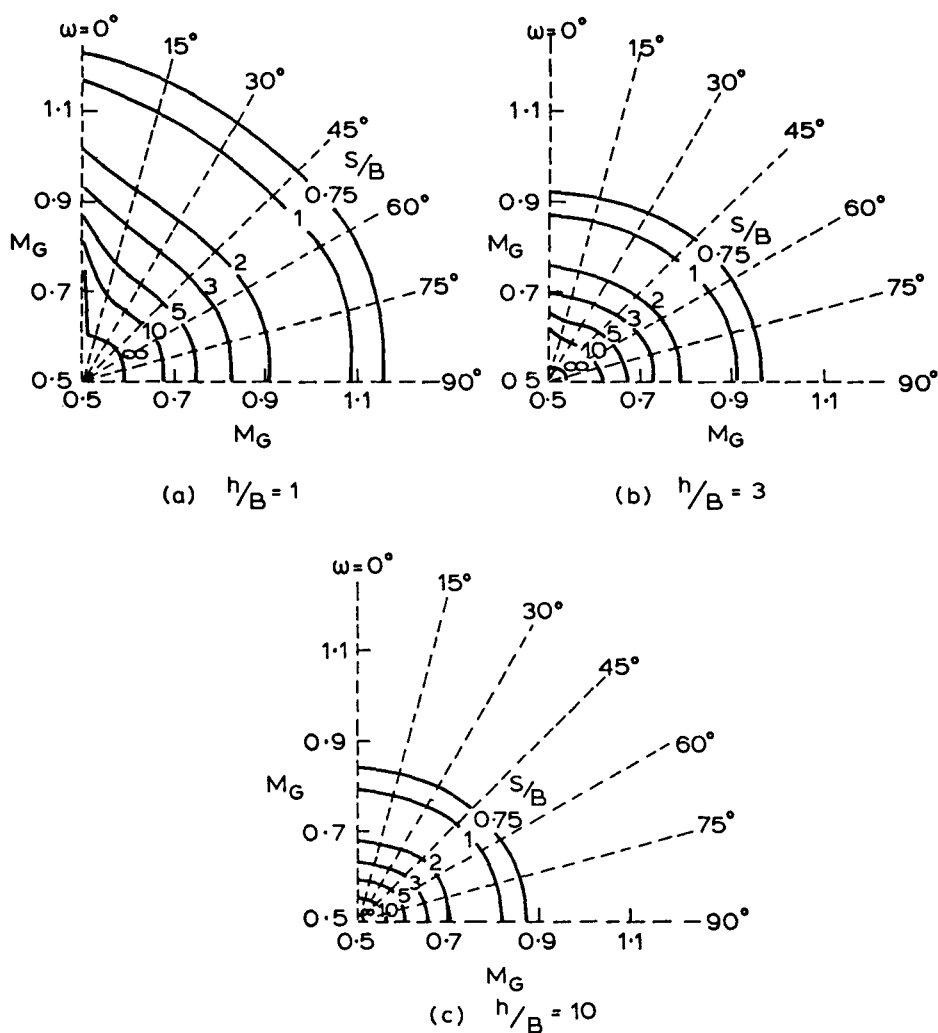 ω=0°
15°
30°
45°
60°
75°
90°
S/B
0·75
1
2
3
5
10
∞
1·1
0·9
M_G
0·7
0·5
0·5 0·7 0·9 1·1
M_G
(a) h/B = 1
ω=0°
15°
30°
45°
60°
75°
90°
S/B
0·75
1
2
3
5
10
∞
1·1
0·9
M_G
0·7
0·5
0·5 0·7 0·9 1·1
M_G
(b) h/B = 3
ω=0°
15°
30°
45°
60°
75°
90°
S/B
0·75
1
2
3
5
10
∞
1·1
0·9
M_G
0·7
0·5
0·5 0·7 0·9 1·1
M_G
(c) h/B = 10